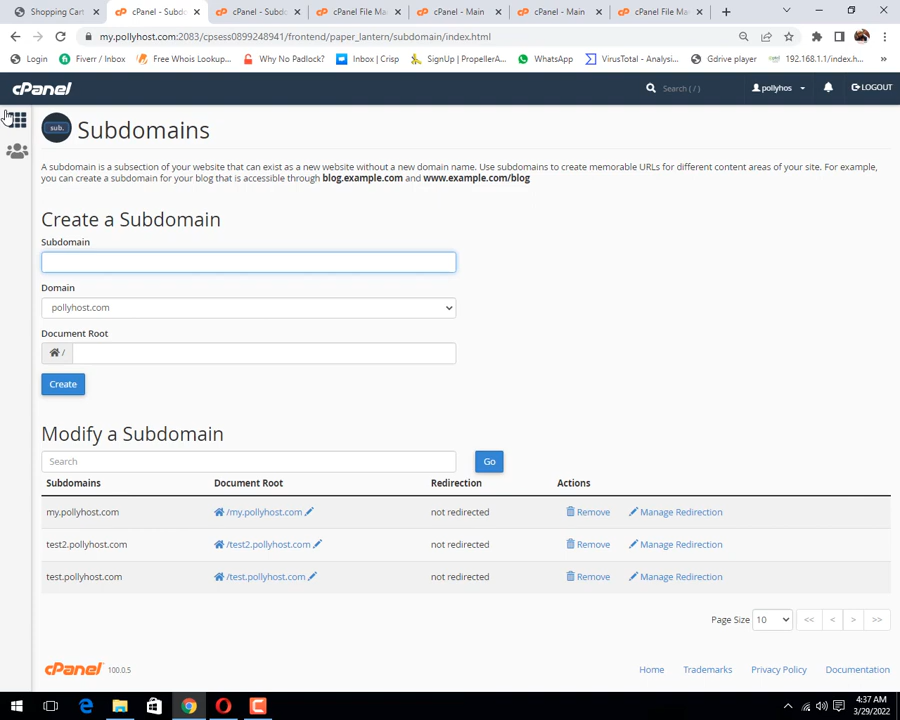 Shopping Cart
cPanel - Subdo
cPanel - Subdo
cPanel File Ma
cPanel - Main
cPanel - Main
cPanel File Ma
my.pollyhost.com:2083/cpsess0899248941/frontend/paper_lantern/subdomain/index.html
Login
Fiverr / Inbox
Free Whois Lookup...
Why No Padlock?
Inbox | Crisp
SignUp | PropellerA...
WhatsApp
VirusTotal - Analysi...
Gdrive player
192.168.1.1/index.h...
cPanel
Search ( / )
pollyhos
LOGOUT
sub.
Subdomains
A subdomain is a subsection of your website that can exist as a new website without a new domain name. Use subdomains to create memorable URLs for different content areas of your site. For example,
you can create a subdomain for your blog that is accessible through blog.example.com and www.example.com/blog
Create a Subdomain
Subdomain
Domain
pollyhost.com
Document Root
/
Create
Modify a Subdomain
Search
Go
Subdomains Document Root Redirection Actions
my.pollyhost.com /my.pollyhost.com not redirected Remove Manage Redirection
test2.pollyhost.com /test2.pollyhost.com not redirected Remove Manage Redirection
test.pollyhost.com /test.pollyhost.com not redirected Remove Manage Redirection
Page Size 10 << < > >>
cPanel 100.0.5
Home Trademarks Privacy Policy Documentation
4:37 AM
3/29/2022